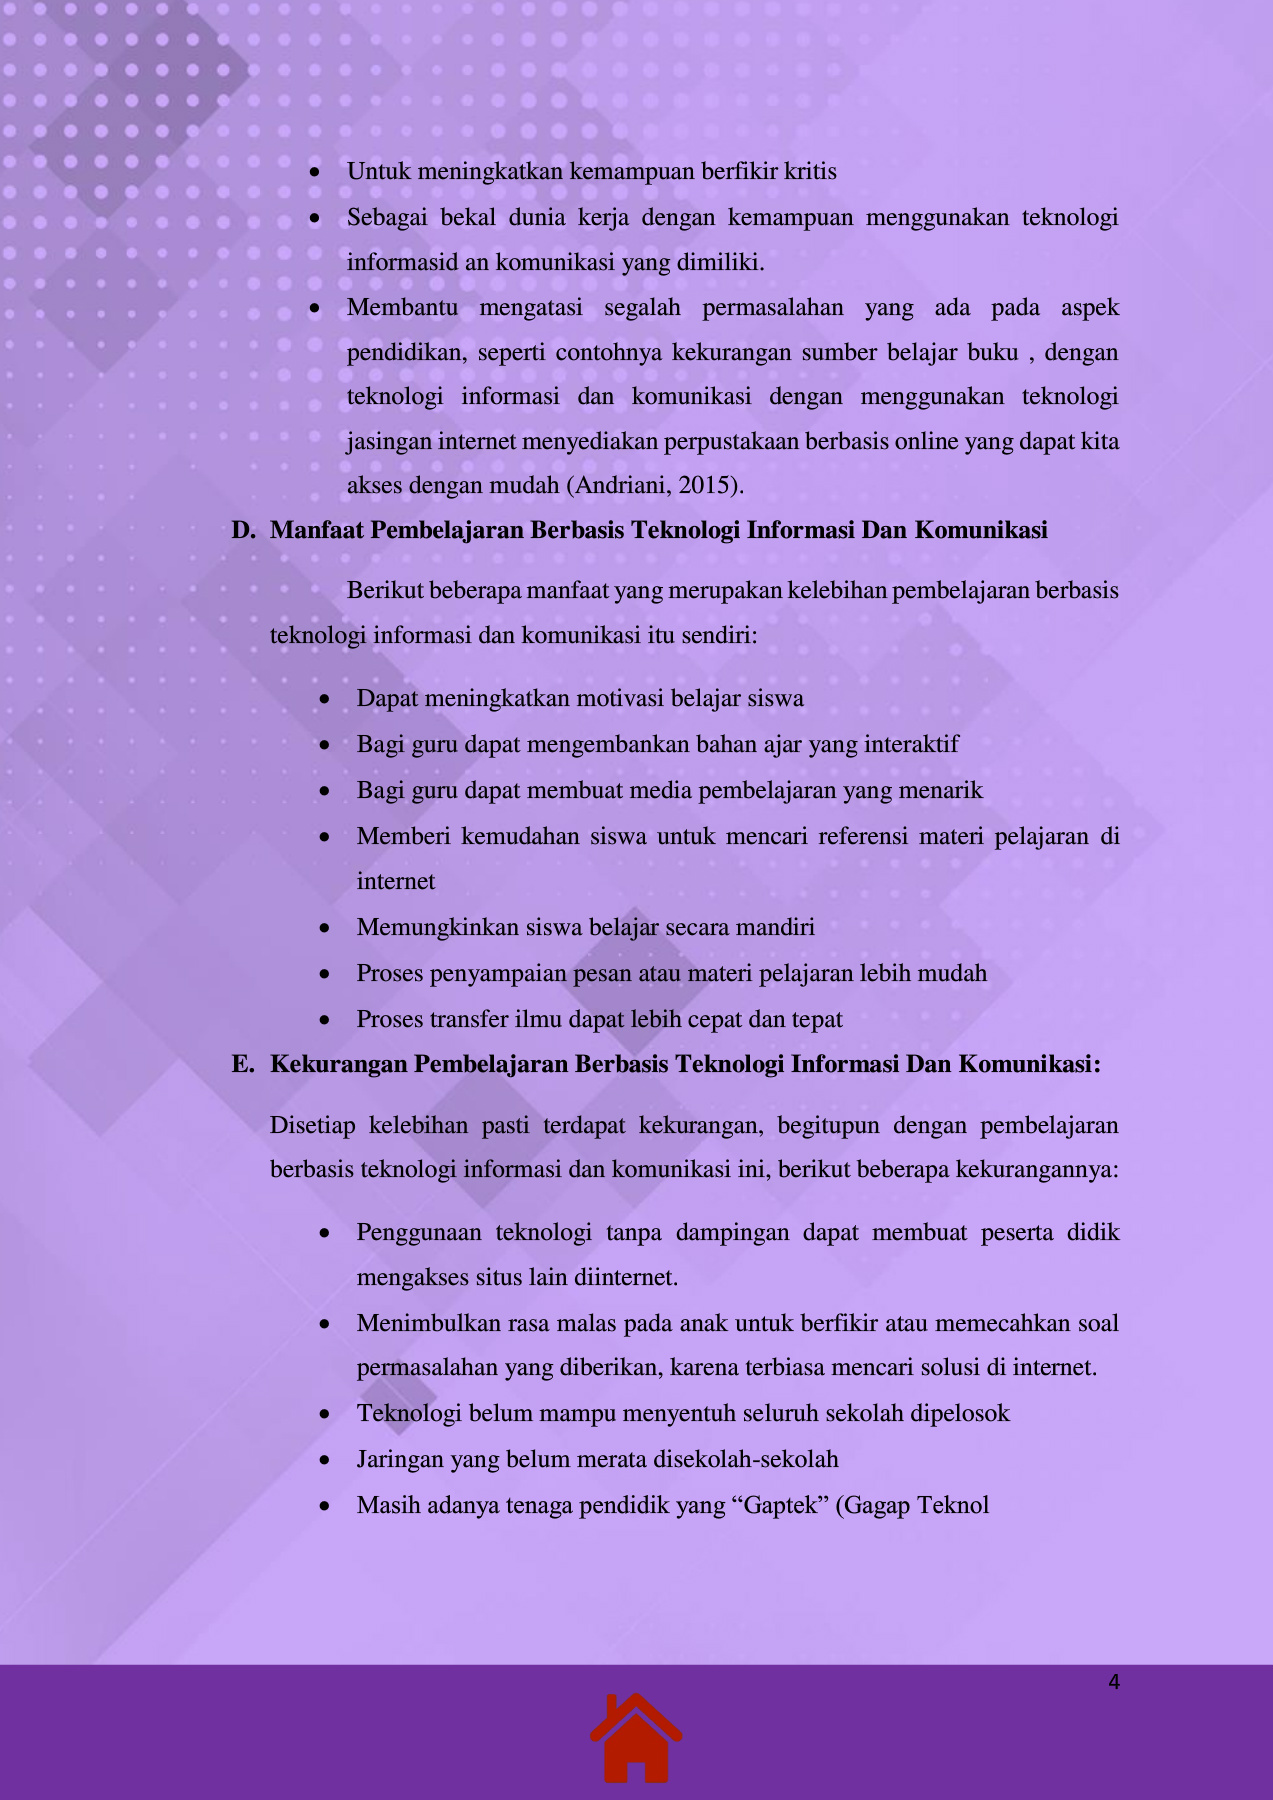 • Untuk meningkatkan kemampuan berfikir kritis
• Sebagai bekal dunia kerja dengan kemampuan menggunakan teknologi
informasid an komunikasi yang dimiliki.
• Membantu mengatasi segalah permasalahan yang ada pada aspek
pendidikan, seperti contohnya kekurangan sumber belajar buku , dengan
teknologi informasi dan komunikasi dengan menggunakan teknologi
jasingan internet menyediakan perpustakaan berbasis online yang dapat kita
akses dengan mudah (Andriani, 2015).
D. Manfaat Pembelajaran Berbasis Teknologi Informasi Dan Komunikasi
Berikut beberapa manfaat yang merupakan kelebihan pembelajaran berbasis
teknologi informasi dan komunikasi itu sendiri:
• Dapat meningkatkan motivasi belajar siswa
• Bagi guru dapat mengembankan bahan ajar yang interaktif
• Bagi guru dapat membuat media pembelajaran yang menarik
• Memberi kemudahan siswa untuk mencari referensi materi pelajaran di
internet
• Memungkinkan siswa belajar secara mandiri
• Proses penyampaian pesan atau materi pelajaran lebih mudah
• Proses transfer ilmu dapat lebih cepat dan tepat
E. Kekurangan Pembelajaran Berbasis Teknologi Informasi Dan Komunikasi:
Disetiap kelebihan pasti terdapat kekurangan, begitupun dengan pembelajaran
berbasis teknologi informasi dan komunikasi ini, berikut beberapa kekurangannya:
• Penggunaan teknologi tanpa dampingan dapat membuat peserta didik
mengakses situs lain diinternet.
• Menimbulkan rasa malas pada anak untuk berfikir atau memecahkan soal
permasalahan yang diberikan, karena terbiasa mencari solusi di internet.
• Teknologi belum mampu menyentuh seluruh sekolah dipelosok
• Jaringan yang belum merata disekolah-sekolah
• Masih adanya tenaga pendidik yang “Gaptek” (Gagap Teknol
4